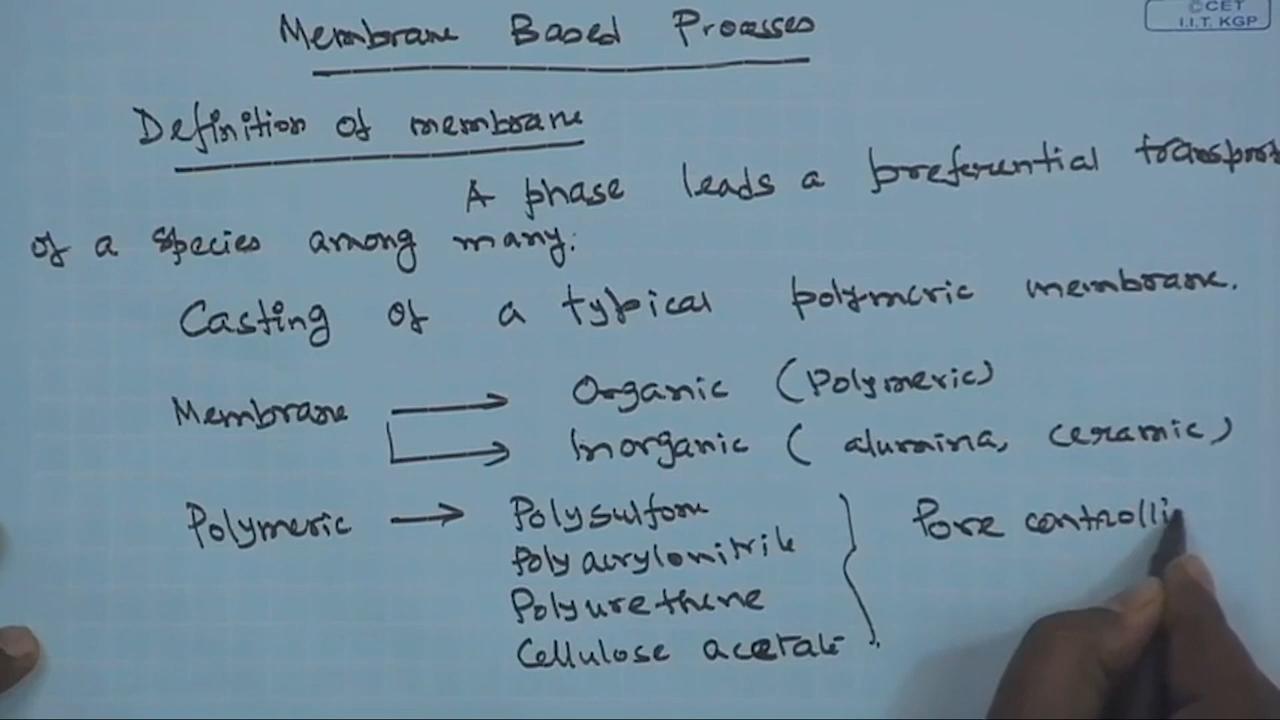 ©CET
I.I.T. KGP
Membrane Based Processes
Definition of membrane
A phase leads a preferential transport
of a species among many.
Casting of a typical polymeric membrane.
Membrane → Organic (Polymeric)
→ Inorganic (alumina, ceramic)
Polymeric → Polysulfone } Pore controlli
Polyacrylonitrile
Polyurethene
Cellulose acetate